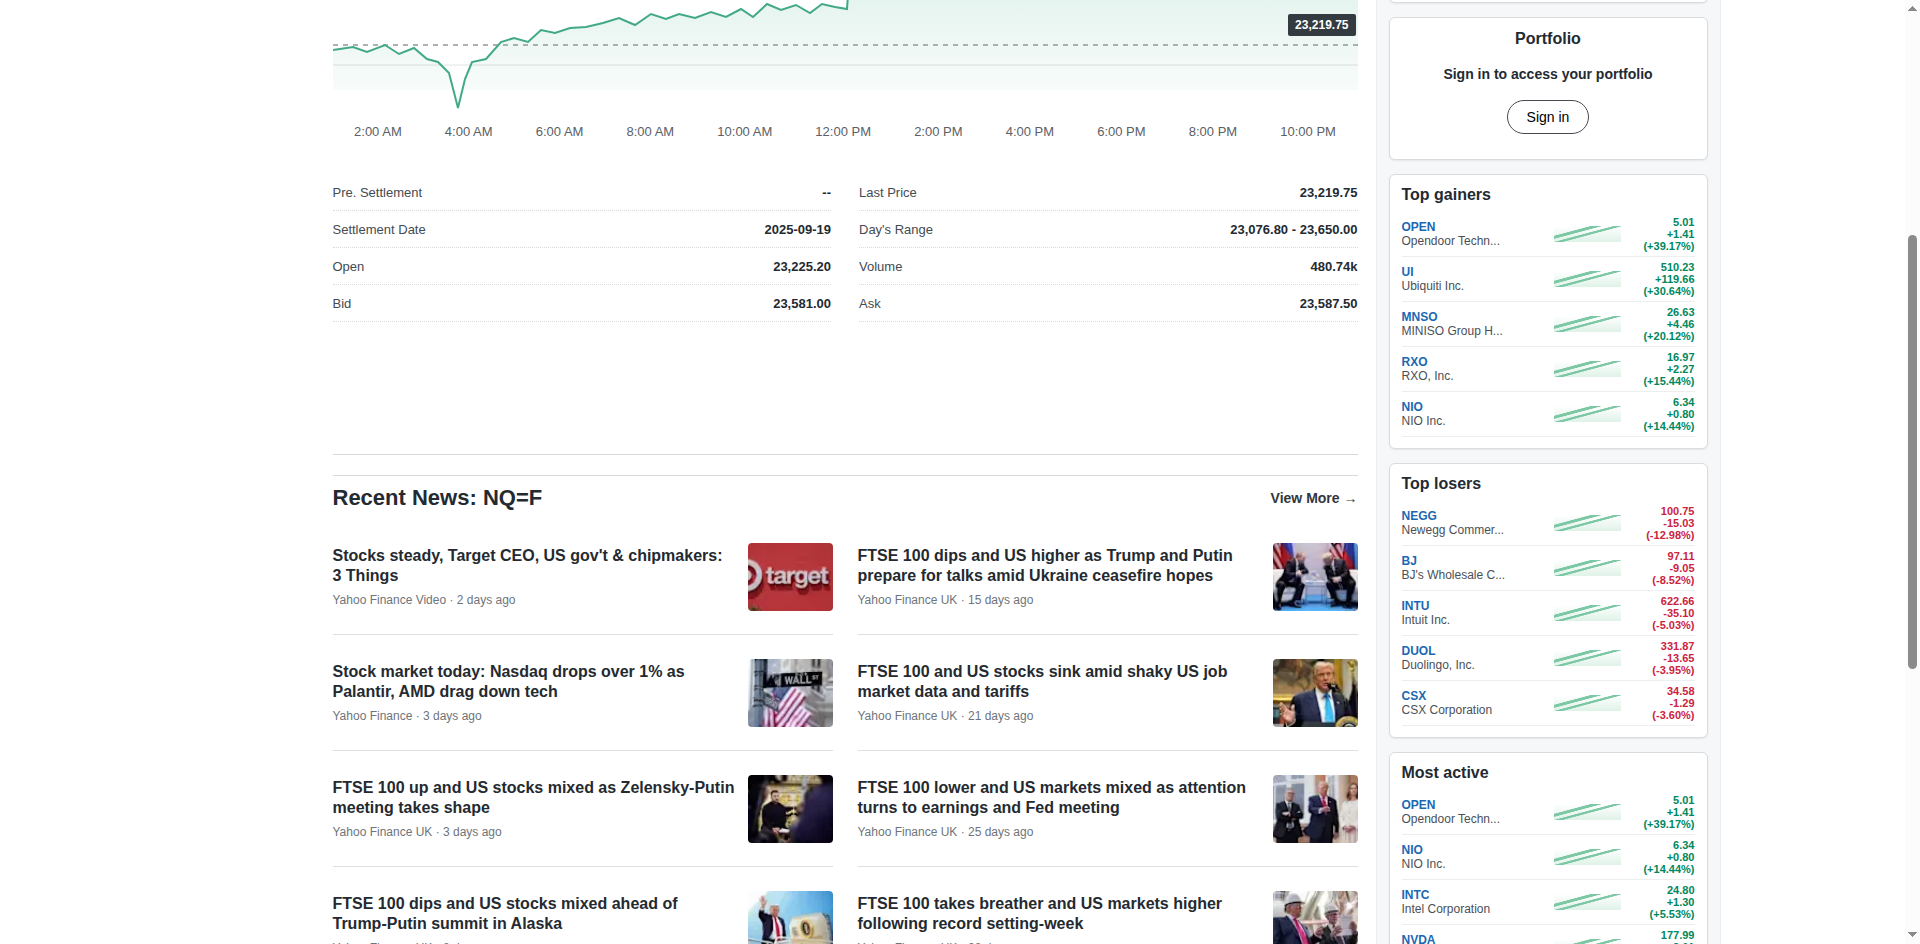 23,219.75
2:00 AM 4:00 AM 6:00 AM 8:00 AM 10:00 AM 12:00 PM 2:00 PM 4:00 PM 6:00 PM 8:00 PM 10:00 PM
Pre. Settlement --
Settlement Date 2025-09-19
Open 23,225.20
Bid 23,581.00
Last Price 23,219.75
Day's Range 23,076.80 - 23,650.00
Volume 480.74k
Ask 23,587.50
Recent News: NQ=F
View More →
Stocks steady, Target CEO, US gov't & chipmakers:
3 Things
Yahoo Finance Video · 2 days ago
target
FTSE 100 dips and US higher as Trump and Putin
prepare for talks amid Ukraine ceasefire hopes
Yahoo Finance UK · 15 days ago
Stock market today: Nasdaq drops over 1% as
Palantir, AMD drag down tech
Yahoo Finance · 3 days ago
WALL ST
FTSE 100 and US stocks sink amid shaky US job
market data and tariffs
Yahoo Finance UK · 21 days ago
FTSE 100 up and US stocks mixed as Zelensky-Putin
meeting takes shape
Yahoo Finance UK · 3 days ago
FTSE 100 lower and US markets mixed as attention
turns to earnings and Fed meeting
Yahoo Finance UK · 25 days ago
FTSE 100 dips and US stocks mixed ahead of
Trump-Putin summit in Alaska
FTSE 100 takes breather and US markets higher
following record setting-week
Portfolio
Sign in to access your portfolio
Sign in
Top gainers
OPEN
Opendoor Techn...
5.01
+1.41
(+39.17%)
UI
Ubiquiti Inc.
510.23
+119.66
(+30.64%)
MNSO
MINISO Group H...
26.63
+4.46
(+20.12%)
RXO
RXO, Inc.
16.97
+2.27
(+15.44%)
NIO
NIO Inc.
6.34
+0.80
(+14.44%)
Top losers
NEGG
Newegg Commer...
100.75
-15.03
(-12.98%)
BJ
BJ's Wholesale C...
97.11
-9.05
(-8.52%)
INTU
Intuit Inc.
622.66
-35.10
(-5.03%)
DUOL
Duolingo, Inc.
331.87
-13.65
(-3.95%)
CSX
CSX Corporation
34.58
-1.29
(-3.60%)
Most active
OPEN
Opendoor Techn...
5.01
+1.41
(+39.17%)
NIO
NIO Inc.
6.34
+0.80
(+14.44%)
INTC
Intel Corporation
24.80
+1.30
(+5.53%)
NVDA
177.99